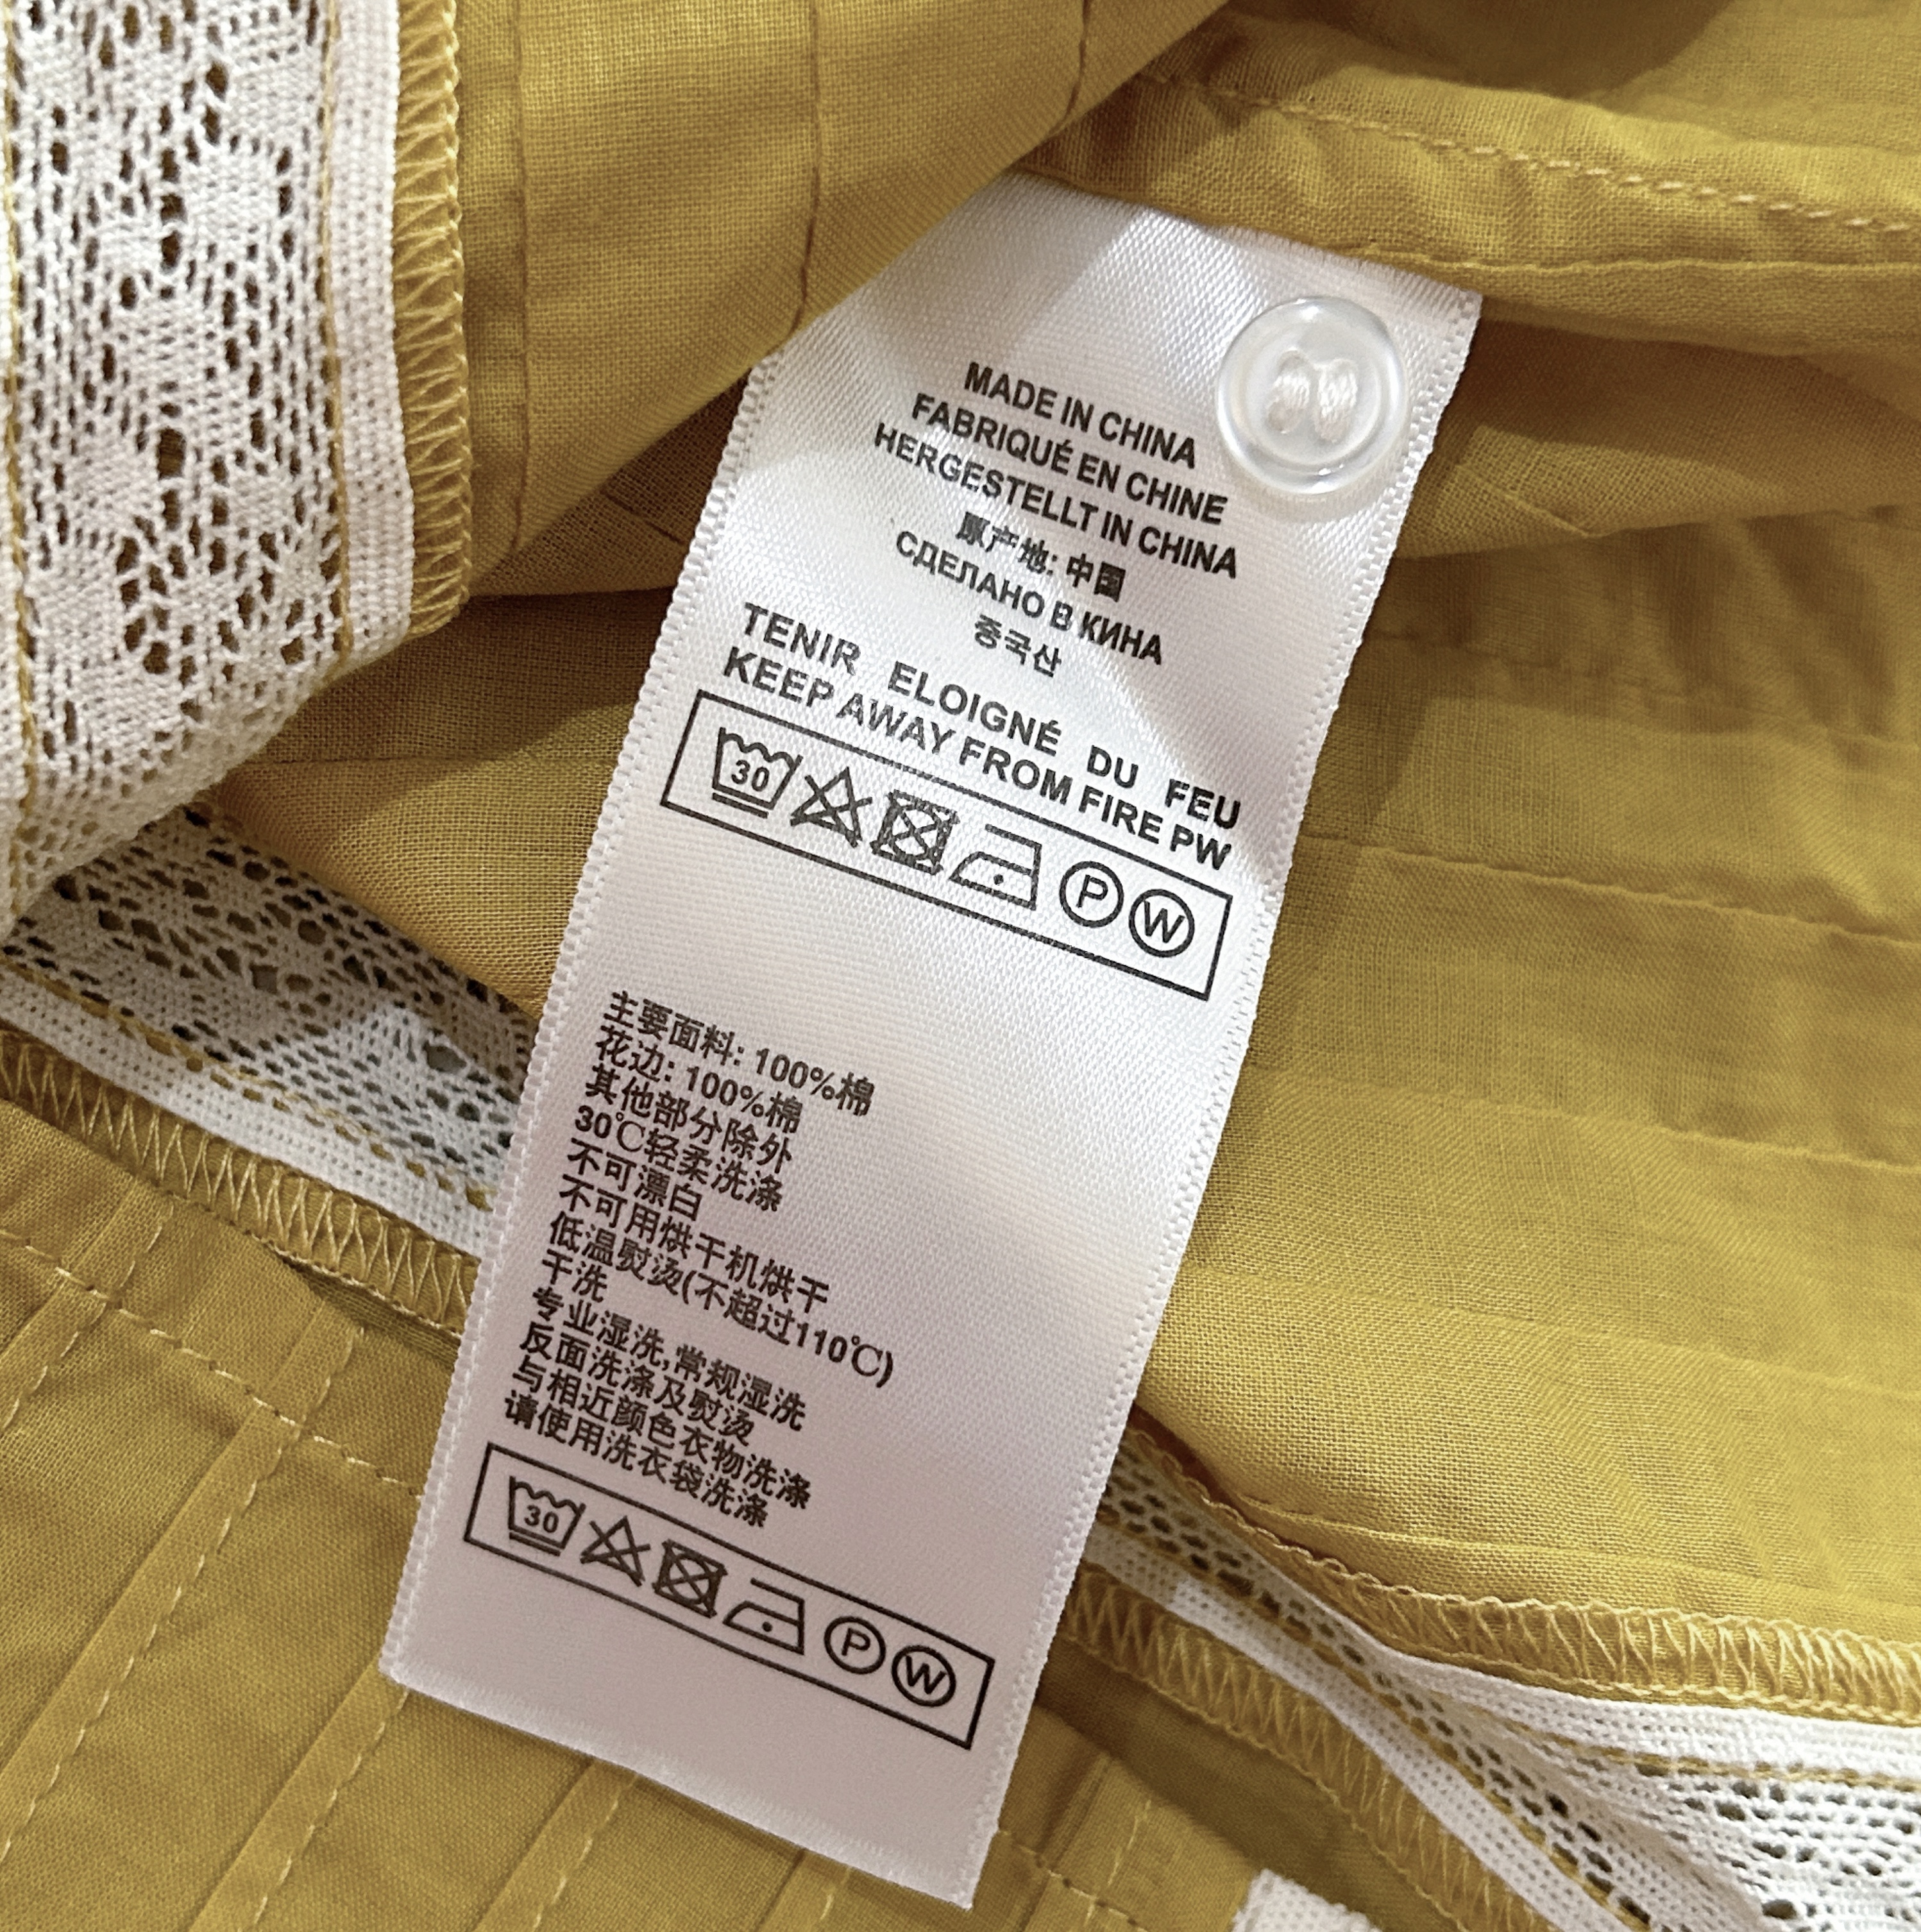 MADE IN CHINA
FABRIQUÉ EN CHINE
HERGESTELLT IN CHINA
原产地: 中国
СДЕЛАНО В КИНА
중국산
TENIR ELOIGNÉ DU FEU
KEEP AWAY FROM FIRE PW
30 P W
主要面料: 100%棉
花边: 100%棉
其他部分除外
30℃轻柔洗涤
不可漂白
不可用烘干机烘干
低温熨烫(不超过110℃)
干洗
专业湿洗,常规湿洗
反面洗涤及熨烫
与相近颜色衣物洗涤
请使用洗衣袋洗涤
30 P W